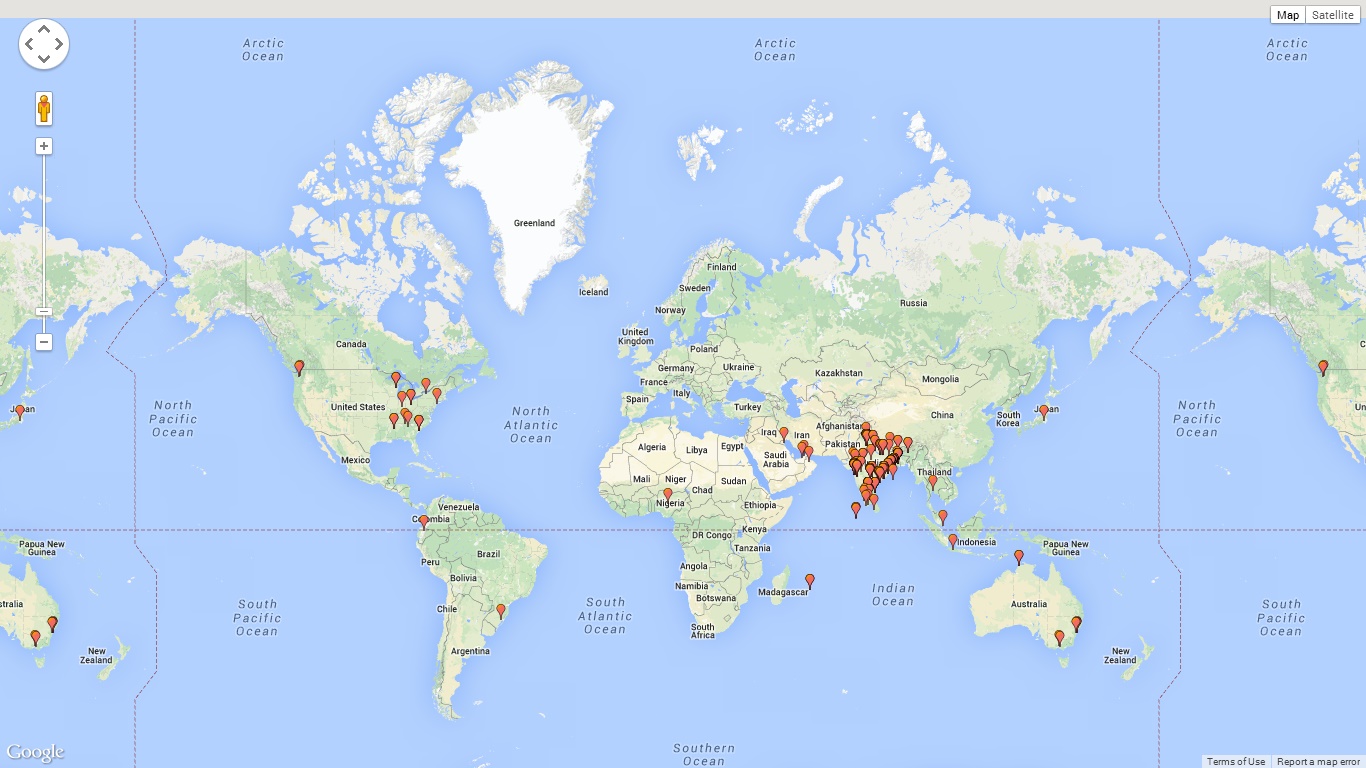 Map Satellite
Arctic
Ocean
Arctic
Ocean
Arctic
Ocean
Greenland
Finland
Iceland
Sweden
Norway
Russia
United
Kingdom
Canada
Poland
Germany
Ukraine
France
Kazakhstan
Mongolia
Italy
Spain
Turkey
North
Pacific
Ocean
United States
North
Atlantic
Ocean
Japan
China
South
Korea
Japan
North
Pacific
Ocean
Afghanistan
Iraq
Iran
Pakistan
Algeria
Libya
Egypt
Saudi
Arabia
Mexico
Mali
Niger
Chad
Sudan
Thailand
Nigeria
Ethiopia
Venezuela
Colombia
Kenya
DR Congo
Tanzania
Indonesia
Papua New
Guinea
Papua New
Guinea
Brazil
Peru
Angola
Bolivia
Namibia
Madagascar
Botswana
Indian
Ocean
Chile
stralia
Australia
South
Pacific
Ocean
South
Atlantic
Ocean
South
Africa
South
Pacific
Ocean
Argentina
New
Zealand
New
Zealand
Southern
Ocean
Google
Terms of Use Report a map error